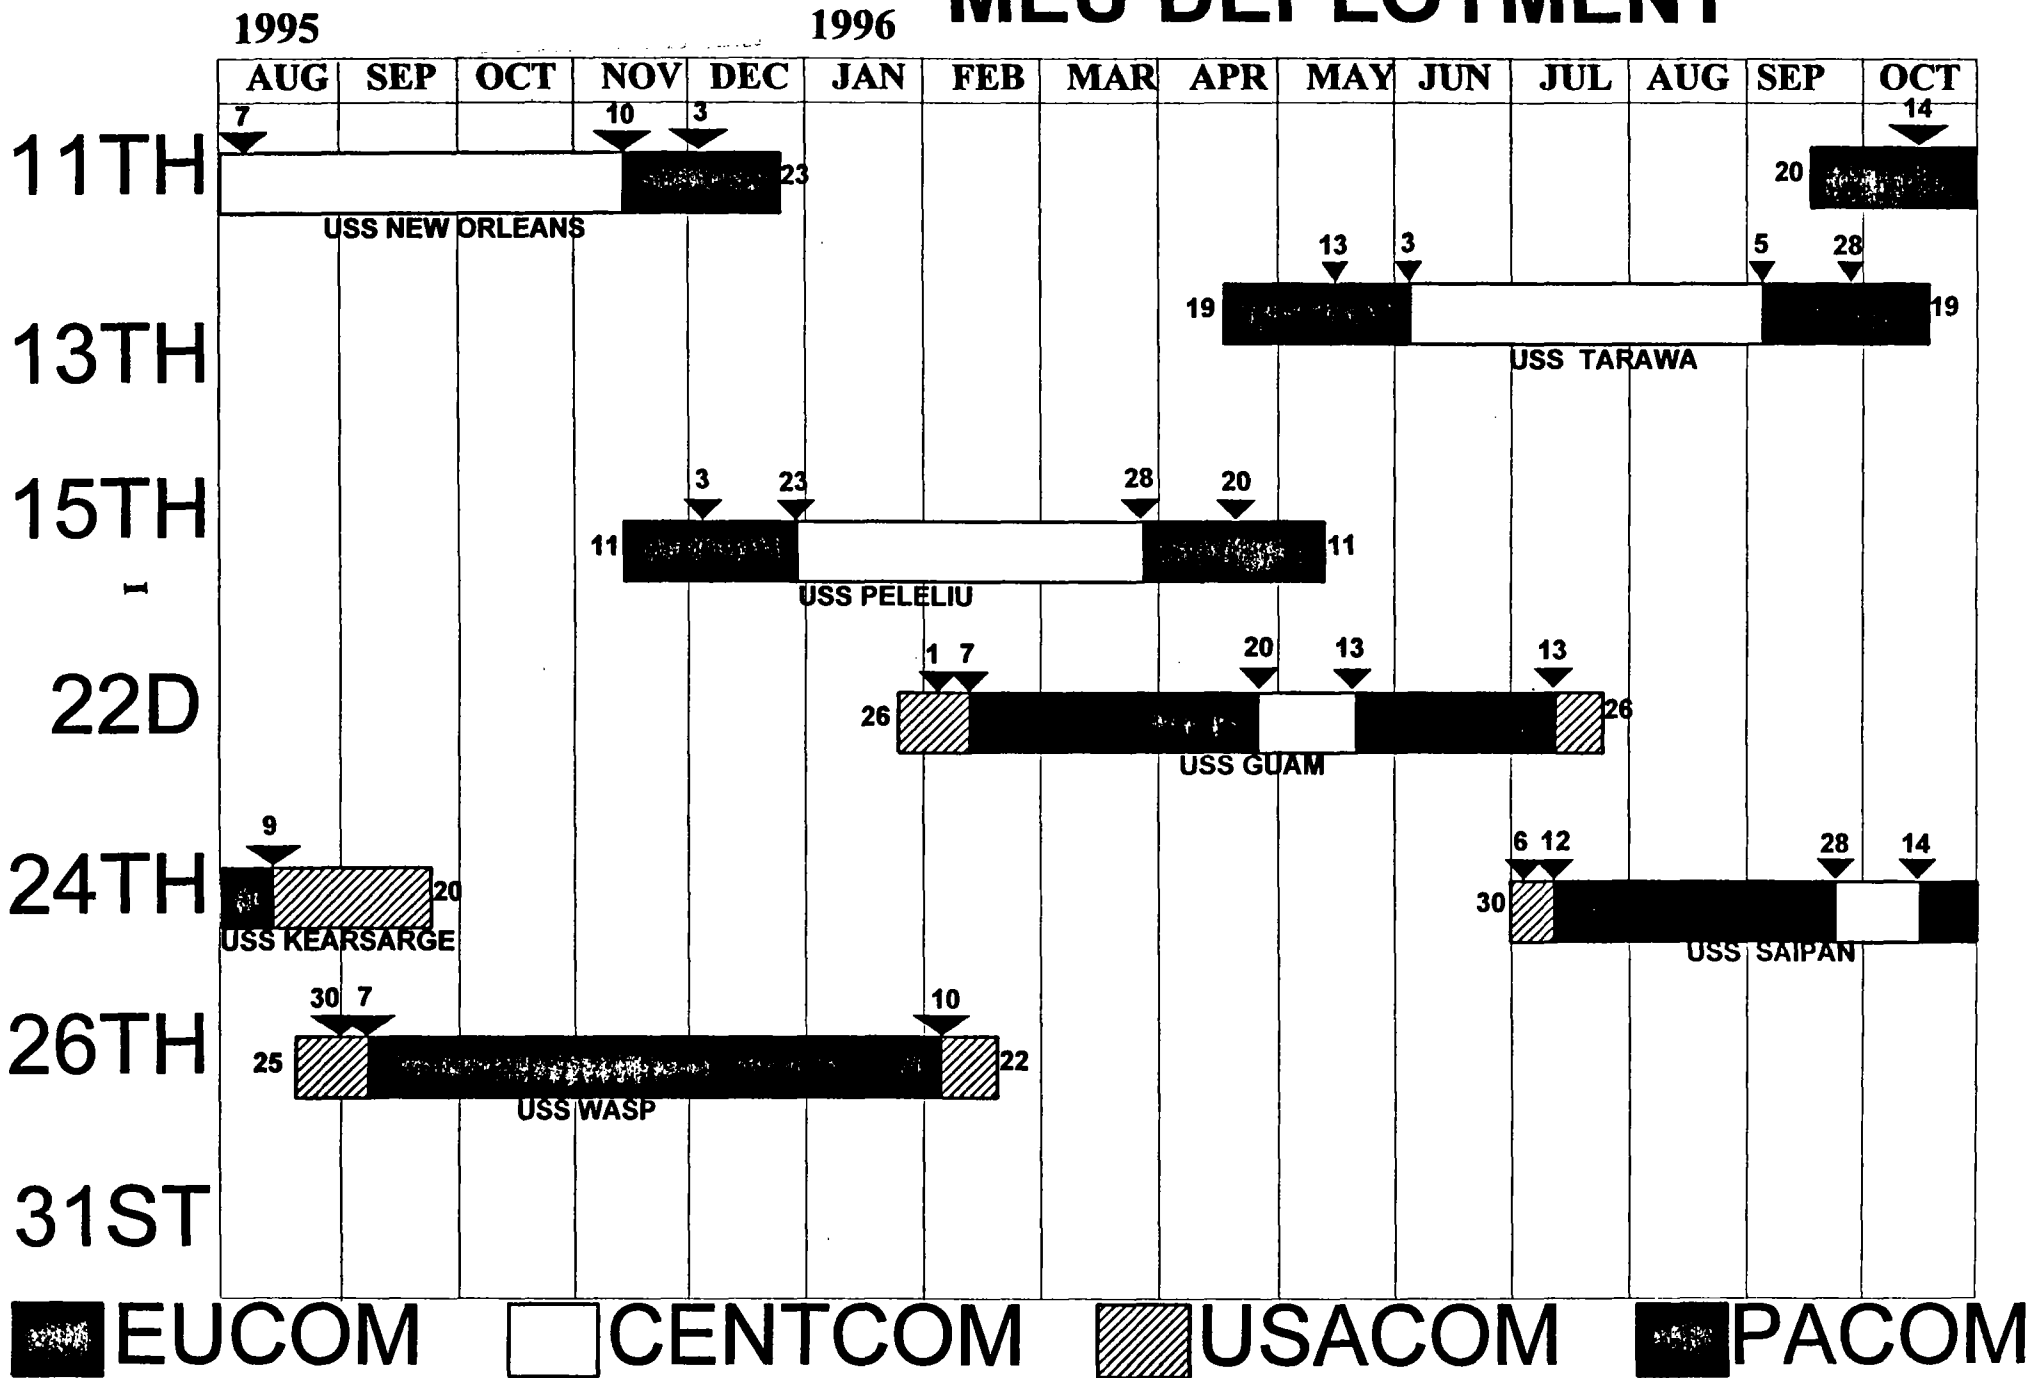 MEU DEPLOYMENT
1995 1996
AUG SEP OCT NOV DEC JAN FEB MAR APR MAY JUN JUL AUG SEP OCT
7 10 3 14
11TH 23 20
USS NEW ORLEANS
13 3 5 28
13TH 19 19
USS TARAWA
3 23 28 20
15TH 11 11
USS PELELIU
1 7 20 13 13
22D 26 26
USS GUAM
9 6 12 28 14
24TH 20 30
USS KEARSARGE USS SAIPAN
30 7 10
26TH 25 22
USS WASP
31ST
EUCOM CENTCOM USACOM PACOM